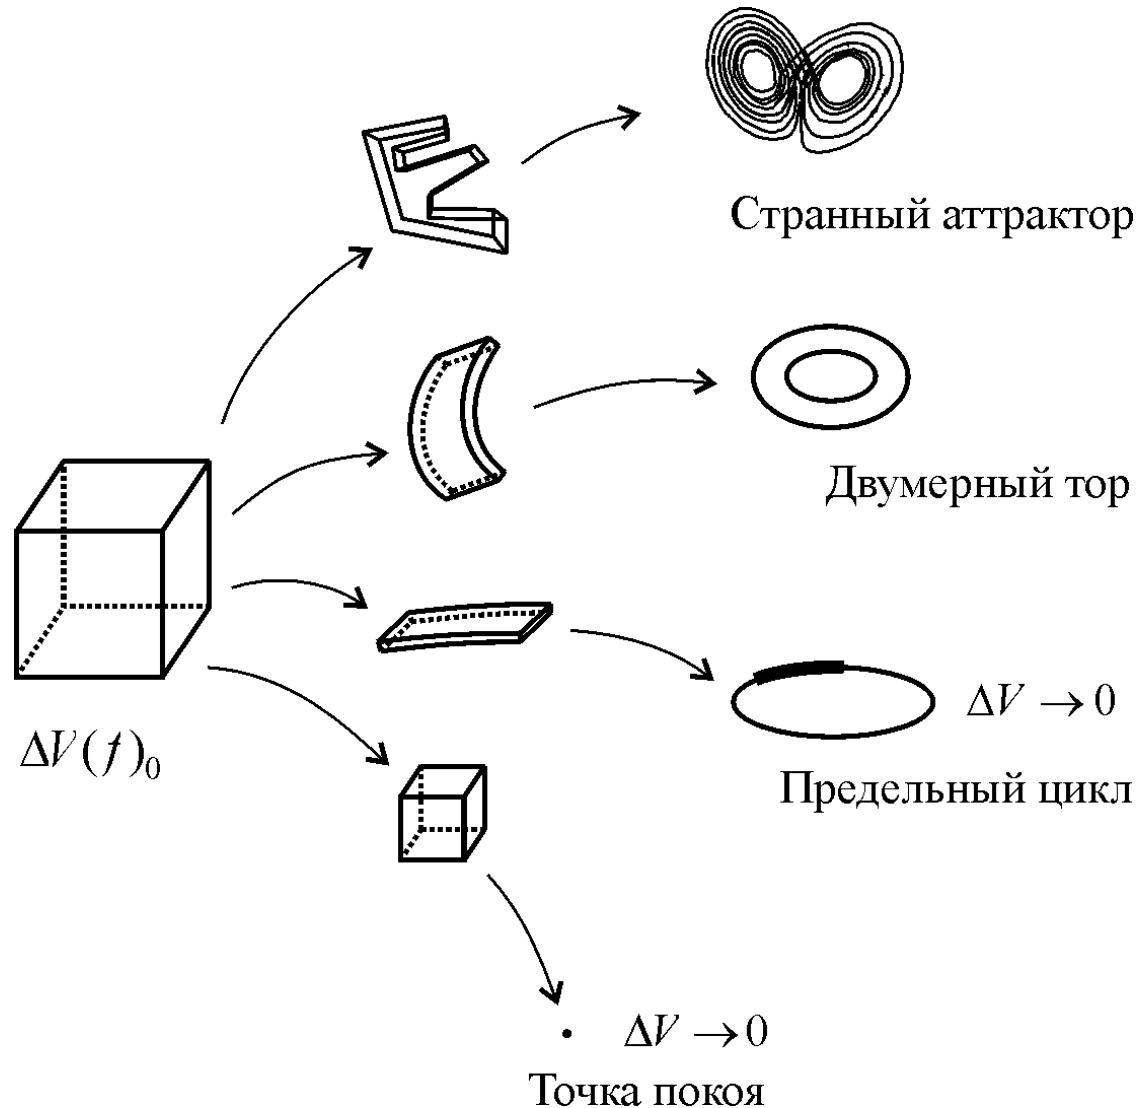 Странный аттрактор
Двумерный тор
ΔV(t)₀
ΔV → 0
Предельный цикл
ΔV → 0
Точка покоя